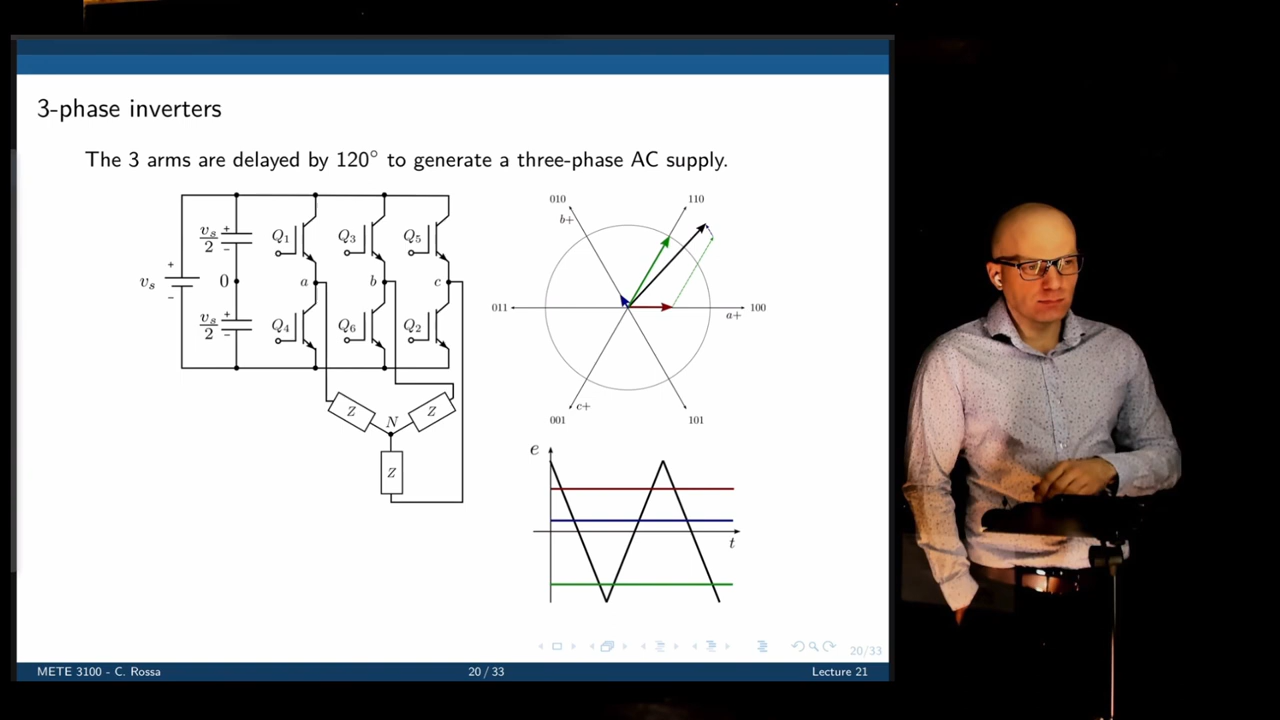 3-phase inverters
The 3 arms are delayed by 120° to generate a three-phase AC supply.
v_s
+
−
v_s/2
+
−
0
v_s/2
+
−
Q1
Q3
Q5
a
b
c
Q4
Q6
Q2
Z
N
Z
Z
010
110
b+
011
100
a+
c+
001
101
e
t
20/33
METE 3100 - C. Rossa
20 / 33
Lecture 21